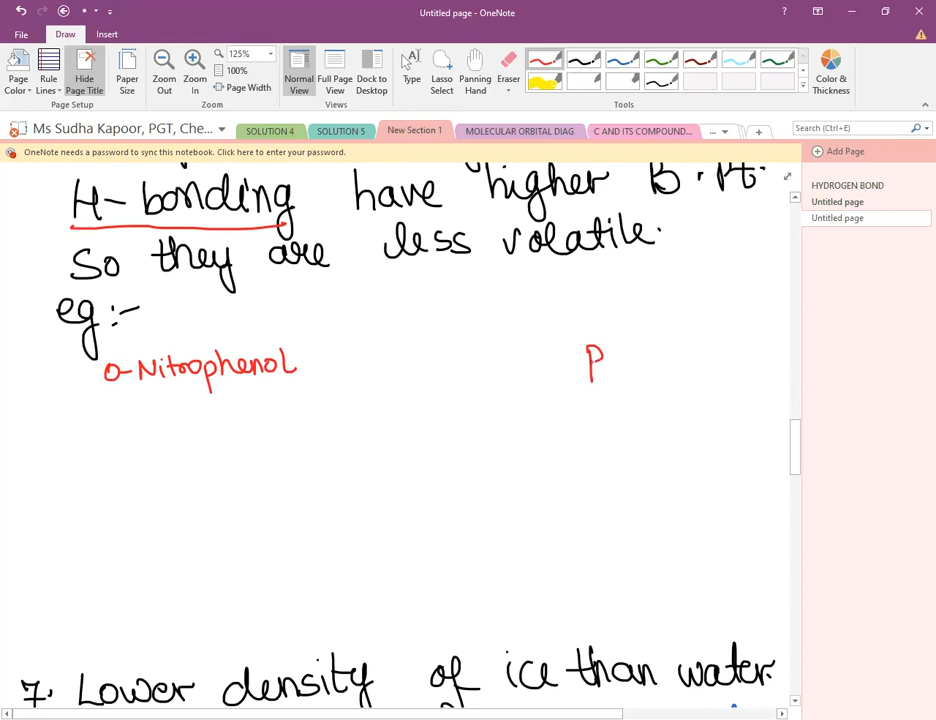 Untitled page - OneNote
File
Draw
Insert
Page Color
Rule Lines
Hide Page Title
Paper Size
Zoom Out
Zoom In
125%
100%
Page Width
Normal View
Full Page View
Dock to Desktop
Type
Lasso Select
Panning Hand
Eraser
Color & Thickness
Page Setup
Zoom
Views
Tools
Ms Sudha Kapoor, PGT, Che...
SOLUTION 4
SOLUTION 5
New Section 1
MOLECULAR ORBITAL DIAG
C AND ITS COMPOUND...
...
Search (Ctrl+E)
OneNote needs a password to sync this notebook. Click here to enter your password.
Add Page
HYDROGEN BOND
Untitled page
Untitled page
H-bonding have higher B.Pt.
So they are less volatile.
eg:-
o-Nitrophenol P
7. Lower density of ice than water.